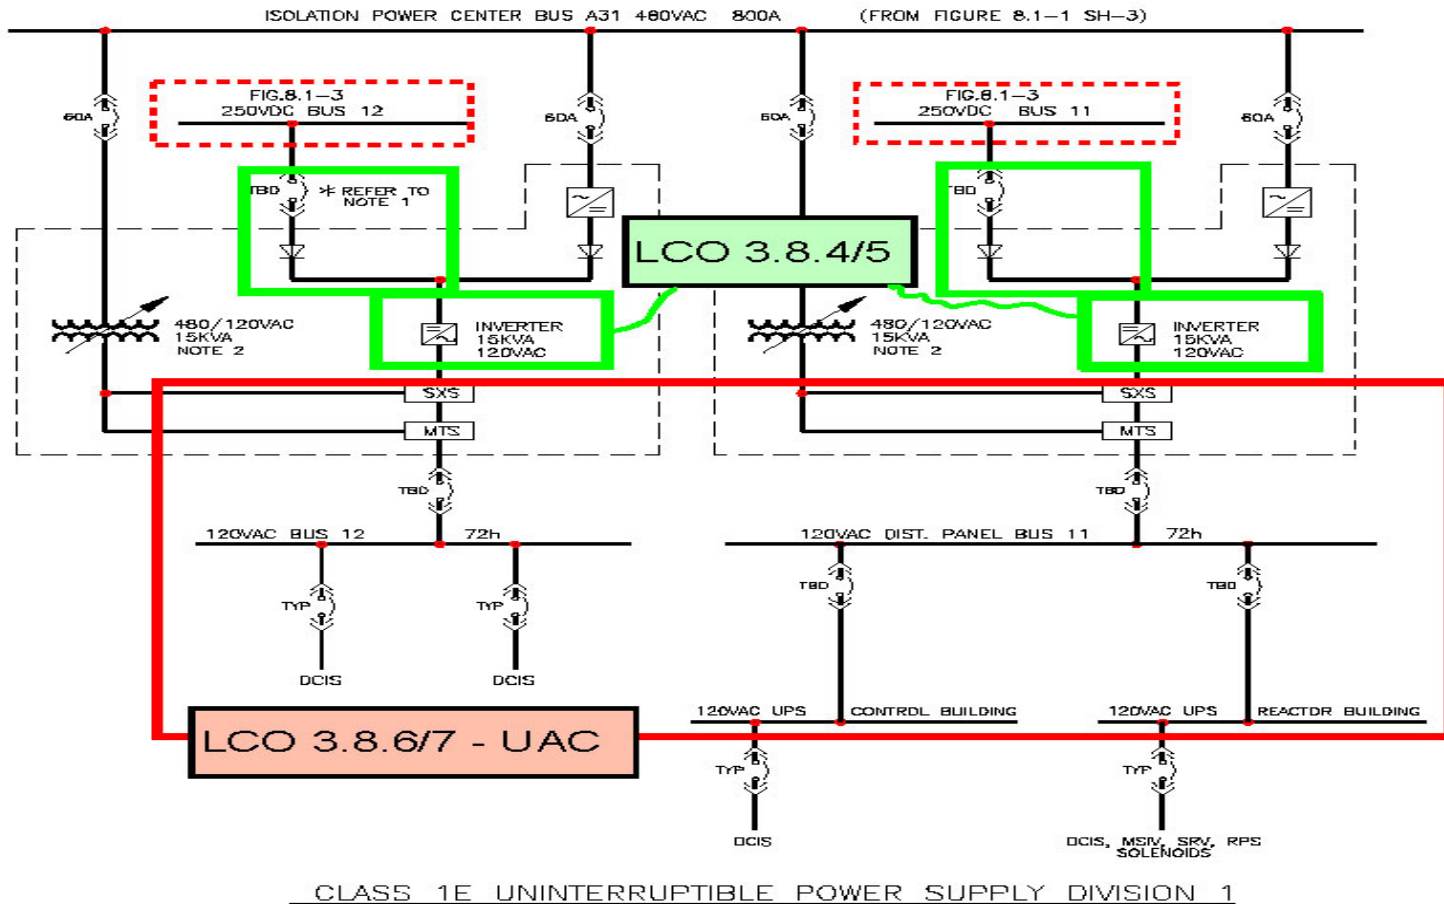 ISOLATION POWER CENTER BUS A31 480VAC 800A (FROM FIGURE 8.1-1 SH-3)
FIG.8.1-3
250VDC BUS 12
FIG.8.1-3
250VDC BUS 11
60A
60A
60A
60A
TBD
* REFER TO
NOTE 1
TBD
LCO 3.8.4/5
480/120VAC
15KVA
NOTE 2
INVERTER
15KVA
120VAC
480/120VAC
15KVA
NOTE 2
INVERTER
15KVA
120VAC
SXS
SXS
MTS
MTS
TBD
TBD
120VAC BUS 12 72h
120VAC DIST. PANEL BUS 11 72h
TYP
TYP
TBD
TBD
DCIS
DCIS
120VAC UPS CONTROL BUILDING
120VAC UPS REACTOR BUILDING
LCO 3.8.6/7 - UAC
TYP
TYP
DCIS
DCIS, MSIV, SRV, RPS
SOLENOIDS
CLASS 1E UNINTERRUPTIBLE POWER SUPPLY DIVISION 1